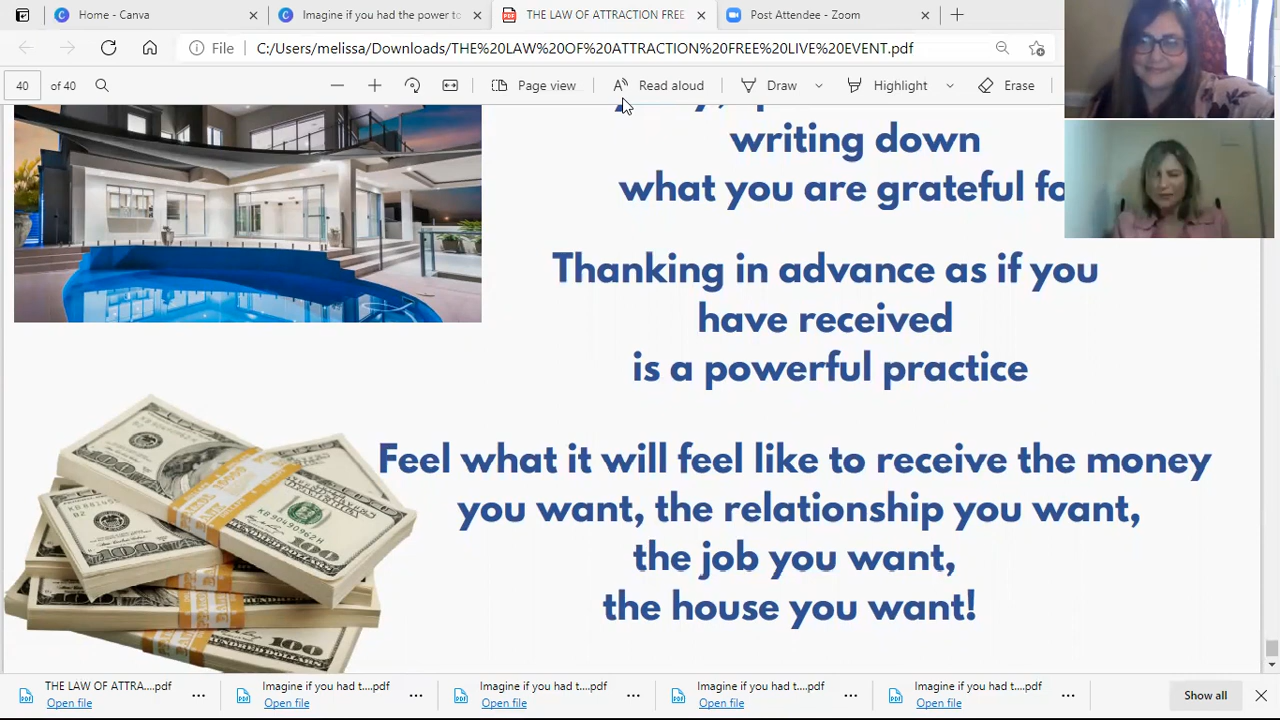 Home - Canva
Imagine if you had the power to
THE LAW OF ATTRACTION FREE
Post Attendee - Zoom
File
C:/Users/melissa/Downloads/THE%20LAW%20OF%20ATTRACTION%20FREE%20LIVE%20EVENT.pdf
40 of 40
Page view
Read aloud
Draw
Highlight
Erase
writing down
what you are grateful fo
Thanking in advance as if you
have received
is a powerful practice
Feel what it will feel like to receive the money
you want, the relationship you want,
the job you want,
the house you want!
100
100
100
THE LAW OF ATTRA....pdf
Open file
Imagine if you had t....pdf
Open file
Imagine if you had t....pdf
Open file
Imagine if you had t....pdf
Open file
Imagine if you had t....pdf
Open file
Show all